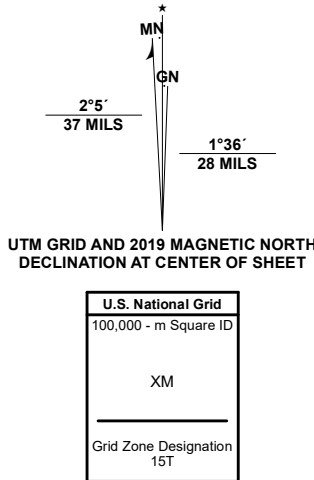 ★
MN
GN
2°5´
37 MILS
1°36´
28 MILS
UTM GRID AND 2019 MAGNETIC NORTH
DECLINATION AT CENTER OF SHEET
U.S. National Grid
100,000 - m Square ID
XM
Grid Zone Designation
15T